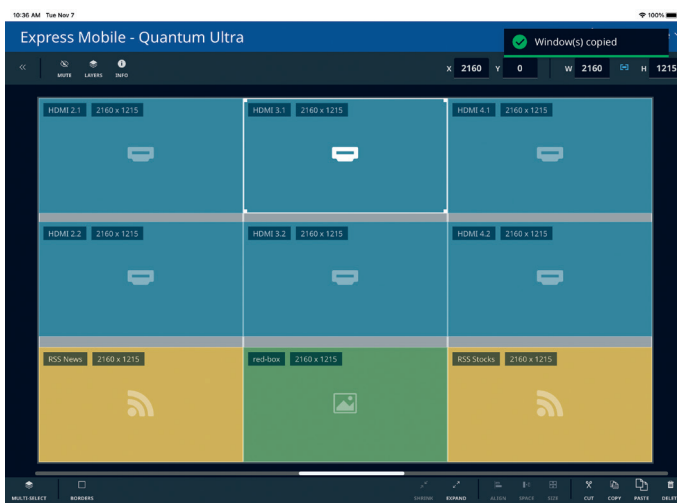 10:36 AM Tue Nov 7
100%
Express Mobile - Quantum Ultra
Window(s) copied
MUTE LAYERS INFO
X 2160 Y 0 W 2160 H 1215
HDMI 2.1 2160 x 1215 HDMI 3.1 2160 x 1215 HDMI 4.1 2160 x 1215
HDMI 2.2 2160 x 1215 HDMI 3.2 2160 x 1215 HDMI 4.2 2160 x 1215
RSS News 2160 x 1215 red-box 2160 x 1215 RSS Stocks 2160 x 1215
MULTI-SELECT BORDERS SHRINK EXPAND ALIGN SPACE SIZE CUT COPY PASTE DELET